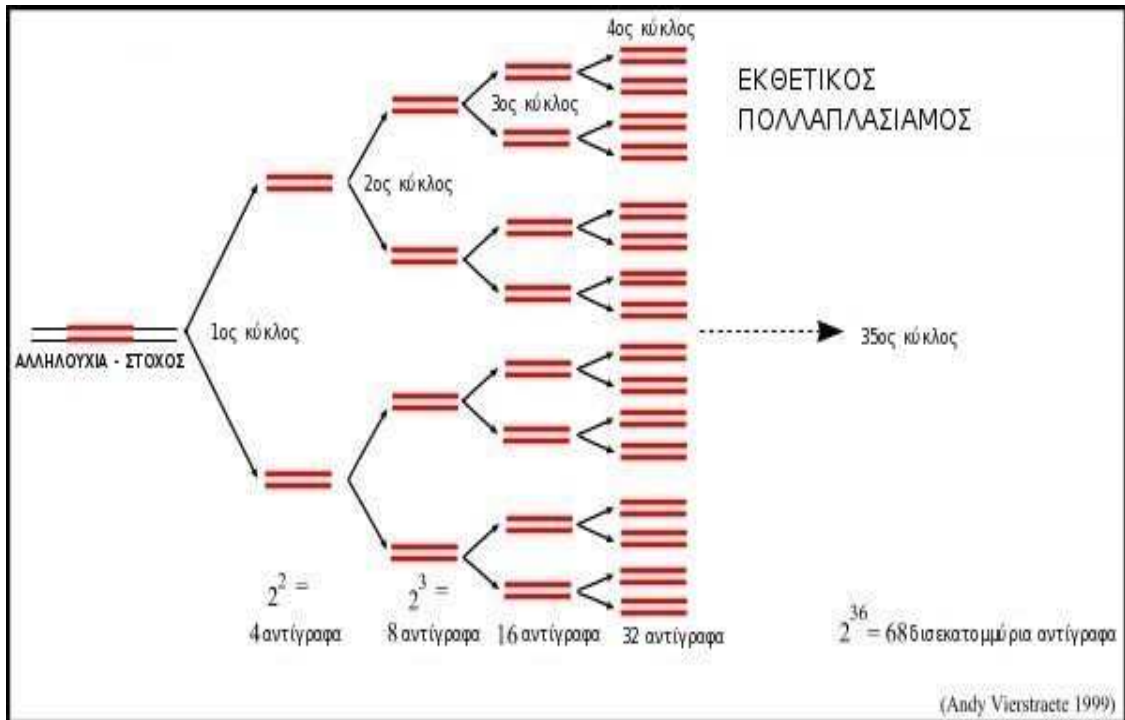 4ος κύκλος
ΕΚΘΕΤΙΚΟΣ
ΠΟΛΛΑΠΛΑΣΙΑΜΟΣ
3ος κύκλος
2ος κύκλος
1ος κύκλος
ΑΛΛΗΛΟΥΧΙΑ - ΣΤΟΧΟΣ
35ος κύκλος
2² =
4 αντίγραφα
2³ =
8 αντίγραφα
16 αντίγραφα
32 αντίγραφα
2³⁶ = 68 δισεκατομμύρια αντίγραφα
(Andy Vierstraete 1999)